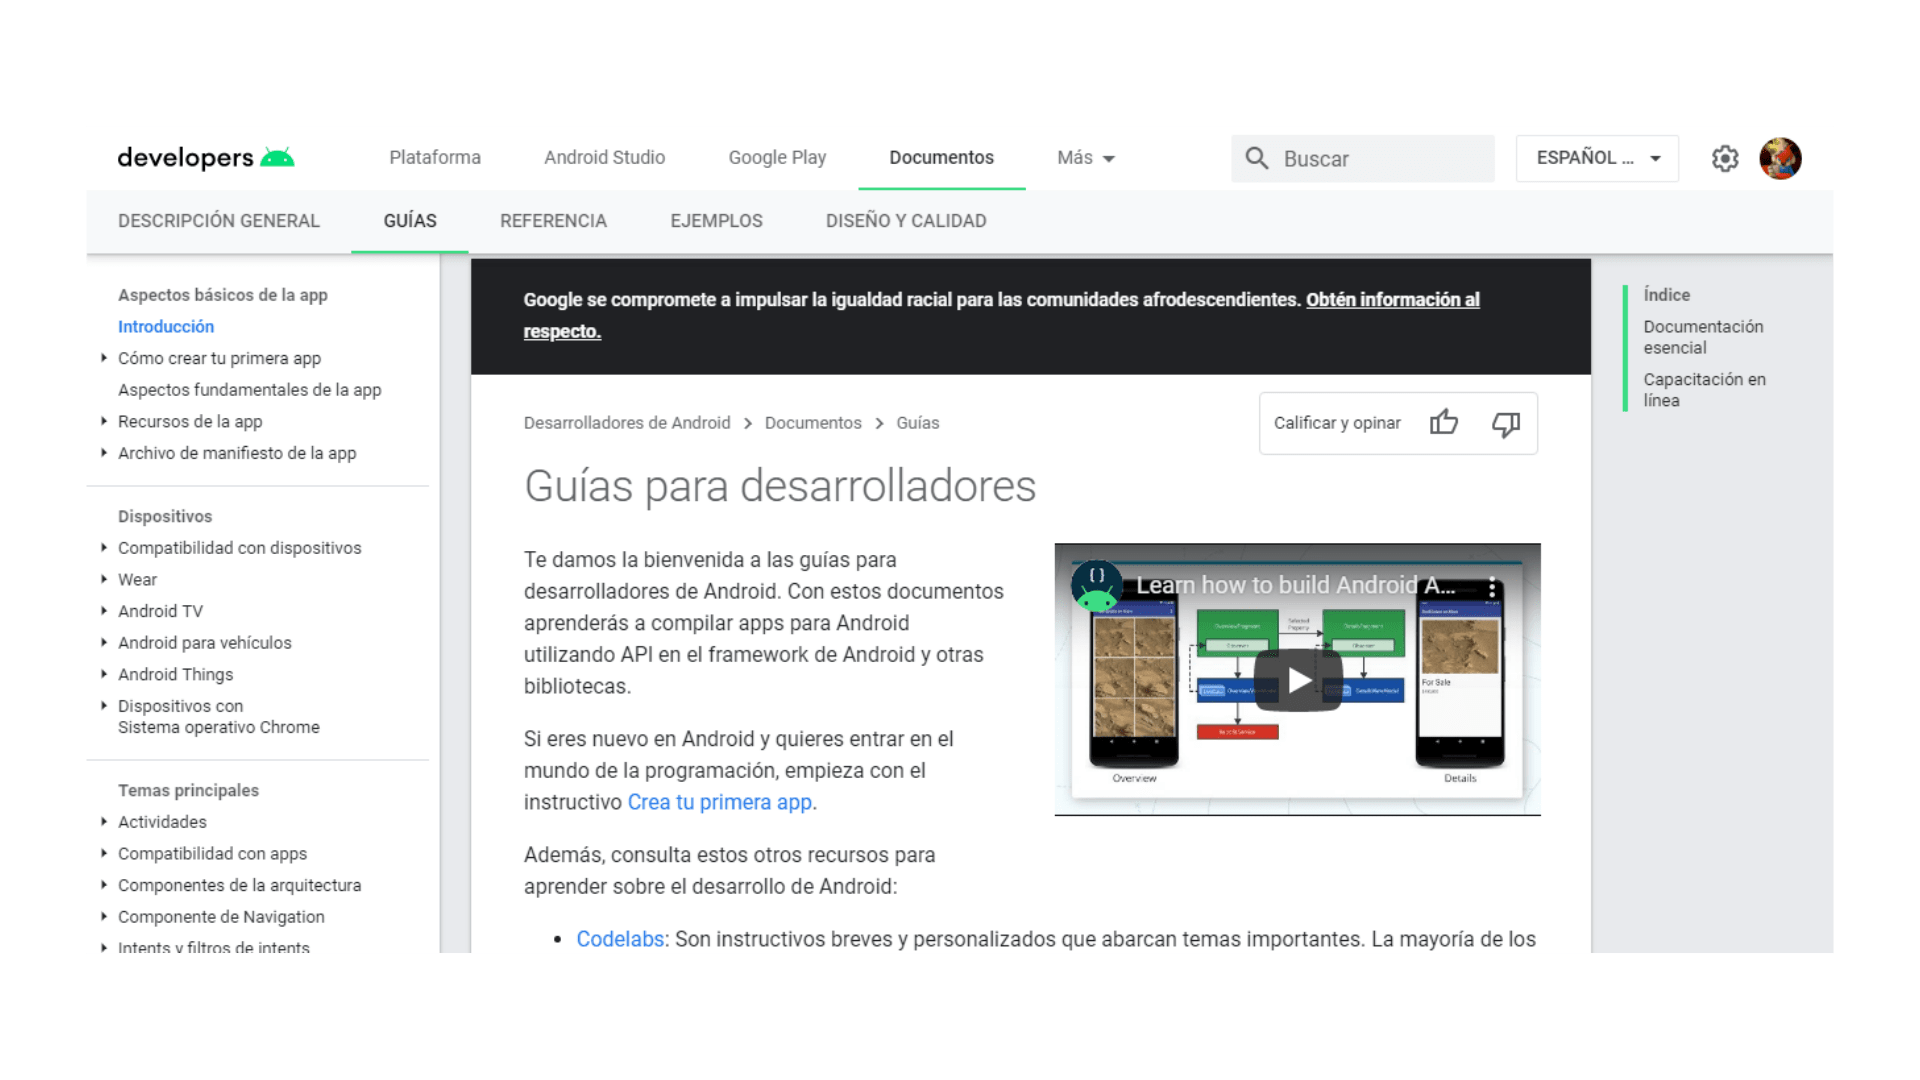 developers
Plataforma
Android Studio
Google Play
Documentos
Más
Buscar
ESPAÑOL ...
DESCRIPCIÓN GENERAL
GUÍAS
REFERENCIA
EJEMPLOS
DISEÑO Y CALIDAD
Aspectos básicos de la app
Introducción
Cómo crear tu primera app
Aspectos fundamentales de la app
Recursos de la app
Archivo de manifiesto de la app
Dispositivos
Compatibilidad con dispositivos
Wear
Android TV
Android para vehículos
Android Things
Dispositivos con
Sistema operativo Chrome
Temas principales
Actividades
Compatibilidad con apps
Componentes de la arquitectura
Componente de Navigation
Intents y filtros de intents
Google se compromete a impulsar la igualdad racial para las comunidades afrodescendientes. Obtén información al
respecto.
Desarrolladores de Android > Documentos > Guías
Calificar y opinar
Guías para desarrolladores
Te damos la bienvenida a las guías para
desarrolladores de Android. Con estos documentos
aprenderás a compilar apps para Android
utilizando API en el framework de Android y otras
bibliotecas.
Si eres nuevo en Android y quieres entrar en el
mundo de la programación, empieza con el
instructivo Crea tu primera app.
Además, consulta estos otros recursos para
aprender sobre el desarrollo de Android:
• Codelabs: Son instructivos breves y personalizados que abarcan temas importantes. La mayoría de los
Learn how to build Android A...
Selected
Property
For Sale
Overview
Details
Índice
Documentación
esencial
Capacitación en
línea